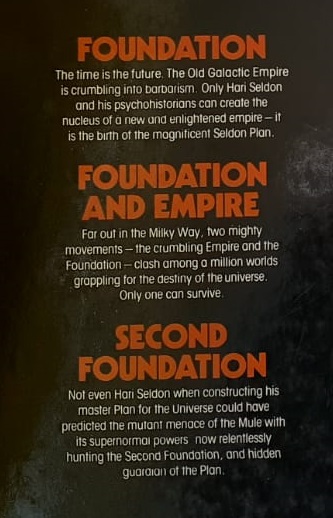 FOUNDATION
The time is the future. The Old Galactic Empire
is crumbling into barbarism. Only Hari Seldon
and his psychohistorians can create the
nucleus of a new and enlightened empire – it
is the birth of the magnificent Seldon Plan.
FOUNDATION
AND EMPIRE
Far out in the Milky Way, two mighty
movements – the crumbling Empire and the
Foundation – clash among a million worlds
grappling for the destiny of the universe.
Only one can survive.
SECOND
FOUNDATION
Not even Hari Seldon when constructing his
master Plan for the Universe could have
predicted the mutant menace of the Mule with
its supernormal powers now relentlessly
hunting the Second Foundation, and hidden
guardian of the Plan.